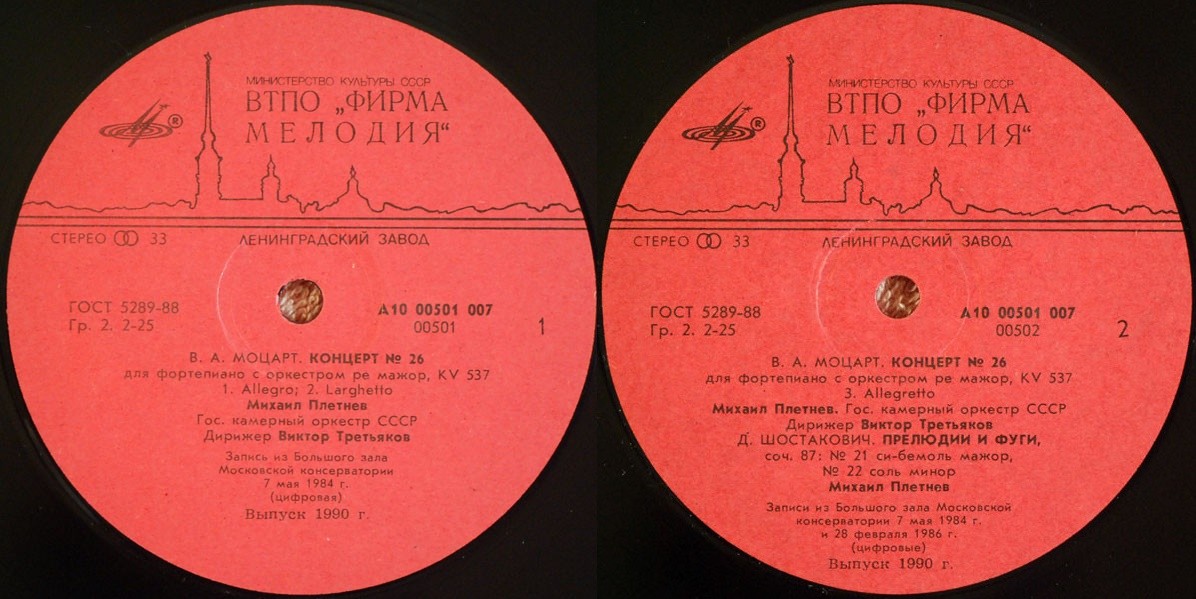 МИНИСТЕРСТВО КУЛЬТУРЫ СССР
ВТПО „ФИРМА
МЕЛОДИЯ“
®
СТЕРЕО 33
ЛЕНИНГРАДСКИЙ ЗАВОД
ГОСТ 5289-88
Гр. 2. 2-25
А10 00501 007
00501
1
В. А. МОЦАРТ. КОНЦЕРТ № 26
для фортепиано с оркестром ре мажор, KV 537
1. Allegro; 2. Larghetto
Михаил Плетнев
Гос. камерный оркестр СССР
Дирижер Виктор Третьяков
Запись из Большого зала
Московской консерватории
7 мая 1984 г.
(цифровая)
Выпуск 1990 г.
МИНИСТЕРСТВО КУЛЬТУРЫ СССР
ВТПО „ФИРМА
МЕЛОДИЯ“
®
СТЕРЕО 33
ЛЕНИНГРАДСКИЙ ЗАВОД
ГОСТ 5289-88
Гр. 2. 2-25
А10 00501 007
00502
2
В. А. МОЦАРТ. КОНЦЕРТ № 26
для фортепиано с оркестром ре мажор, KV 537
3. Allegretto
Михаил Плетнев. Гос. камерный оркестр СССР
Дирижер Виктор Третьяков
Д. ШОСТАКОВИЧ. ПРЕЛЮДИИ И ФУГИ,
соч. 87: № 21 си-бемоль мажор,
№ 22 соль минор
Михаил Плетнев
Записи из Большого зала Московской
консерватории 7 мая 1984 г.
и 28 февраля 1986 г.
(цифровые)
Выпуск 1990 г.